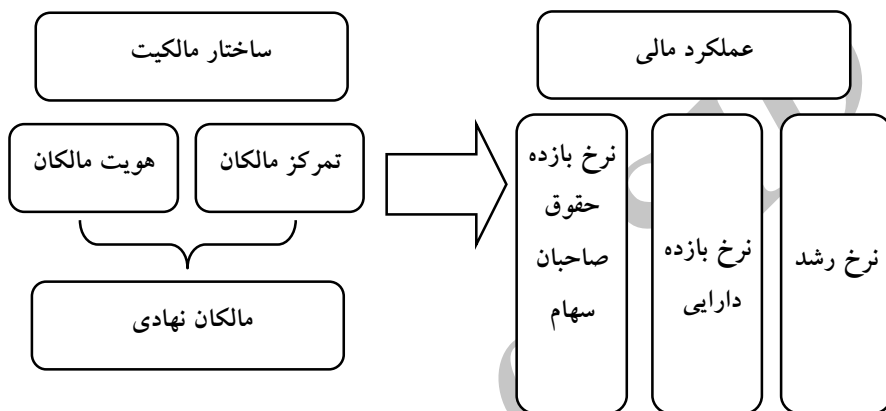 عملکرد مالی
نرخ رشد
نرخ بازده
دارایی
نرخ بازده
حقوق
صاحبان
سهام
ساختار مالکیت
تمرکز مالکان
هویت مالکان
مالکان نهادی